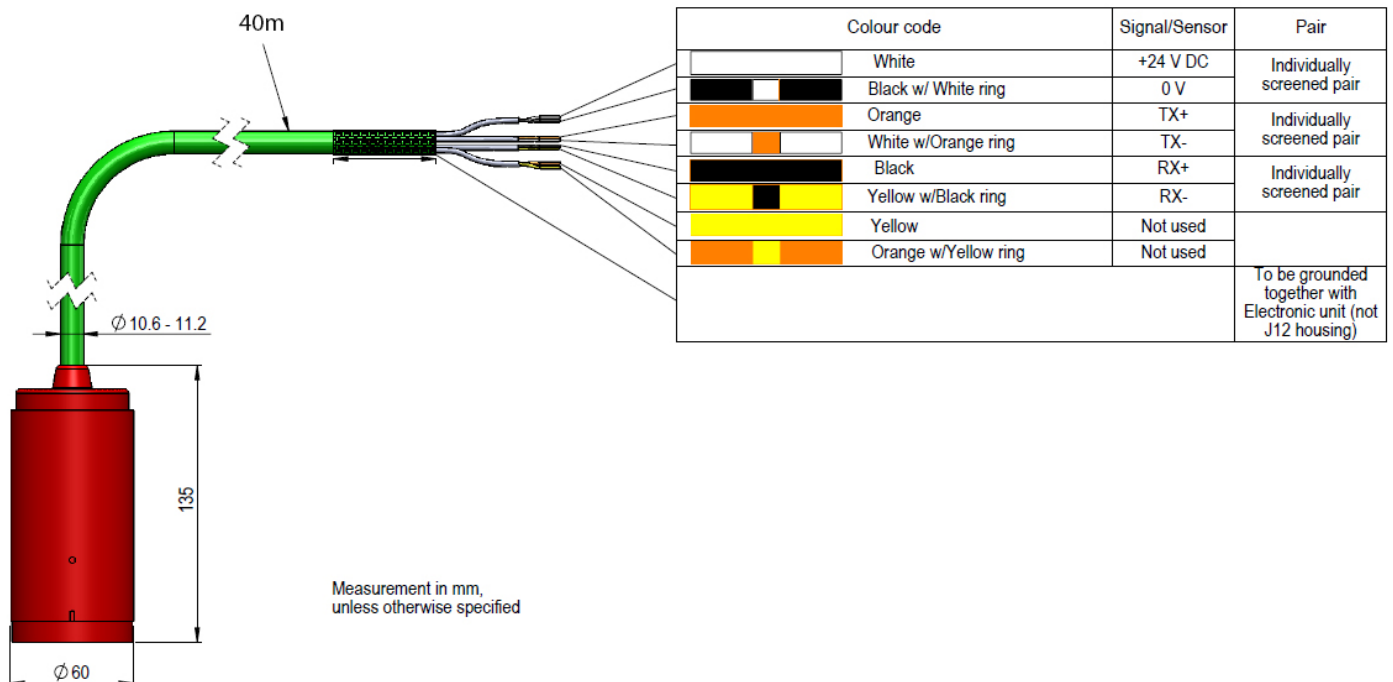 40m
Colour code Signal/Sensor Pair
White +24 V DC Individually
screened pair
Black w/ White ring 0 V
Orange TX+ Individually
screened pair
White w/Orange ring TX-
Black RX+ Individually
screened pair
Yellow w/Black ring RX-
Yellow Not used
Orange w/Yellow ring Not used
To be grounded
together with
Electronic unit (not
J12 housing)
∅10.6 - 11.2
135
Measurement in mm,
unless otherwise specified
∅60